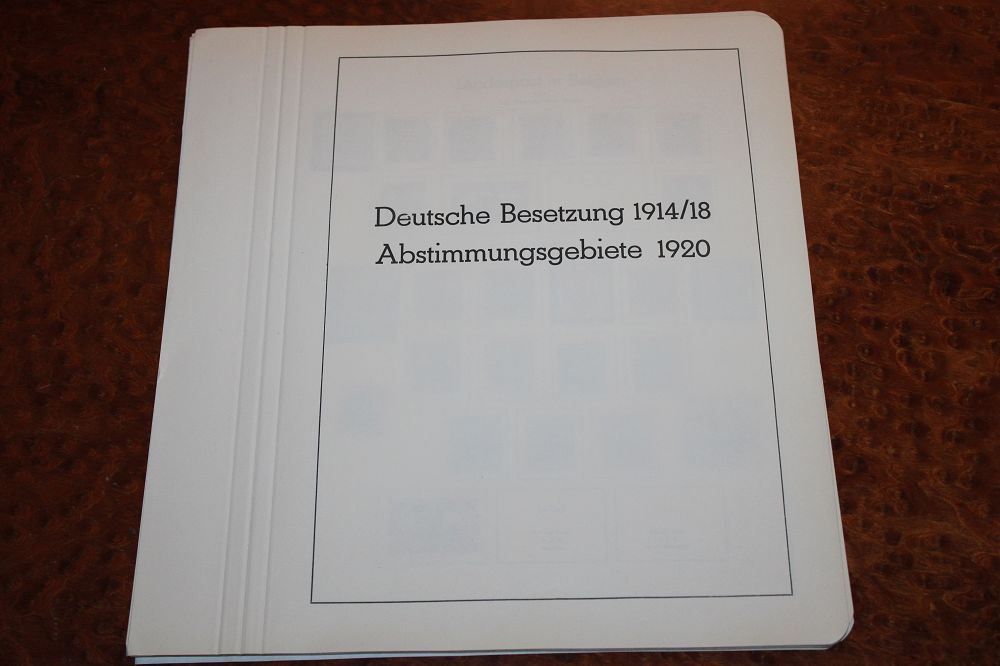 Deutsche Besetzung 1914/18
Abstimmungsgebiete 1920